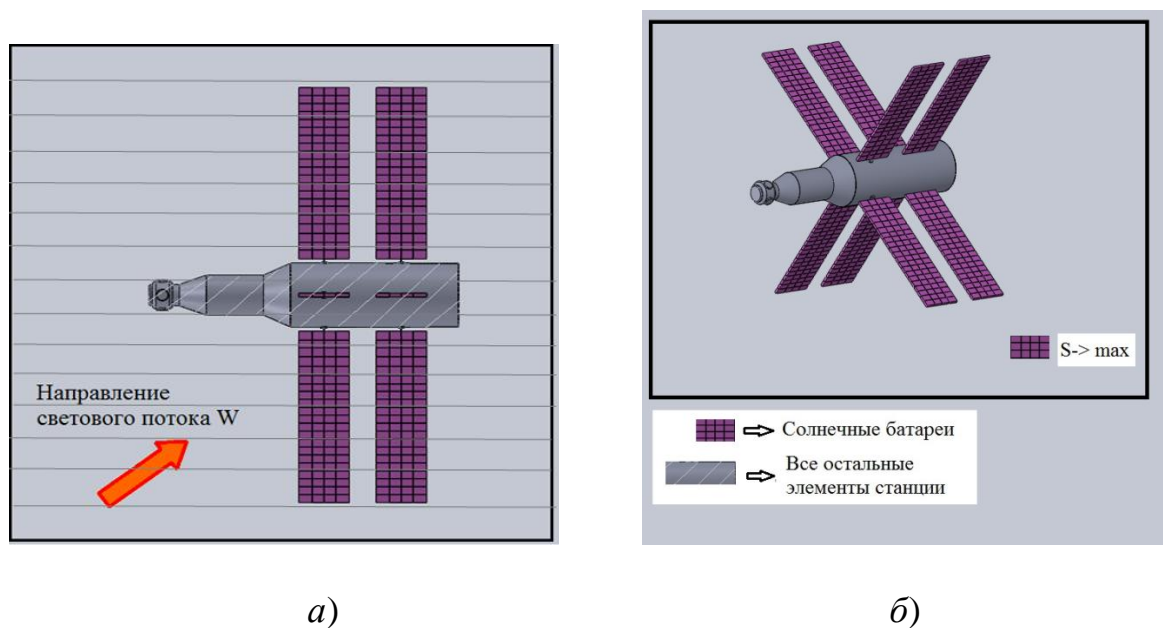 Направление
светового потока W
S-> max
Солнечные батареи
Все остальные
элементы станции
а)
б)